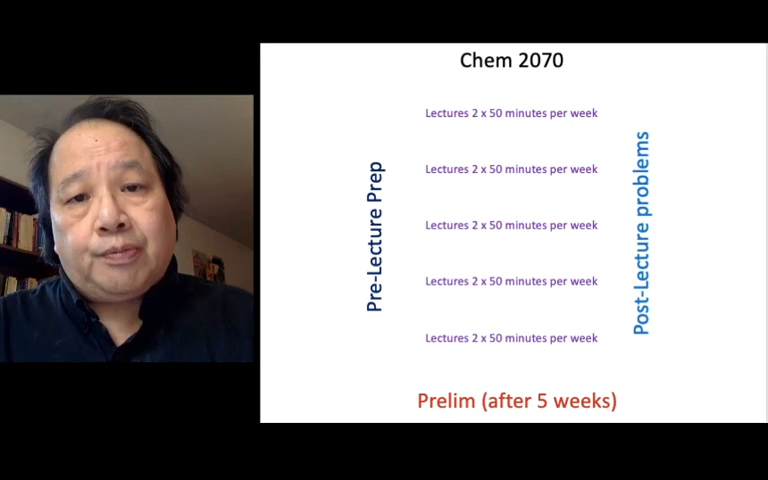 Chem 2070
Lectures 2 x 50 minutes per week
Lectures 2 x 50 minutes per week
Lectures 2 x 50 minutes per week
Lectures 2 x 50 minutes per week
Lectures 2 x 50 minutes per week
Pre-Lecture Prep
Post-Lecture problems
Prelim (after 5 weeks)